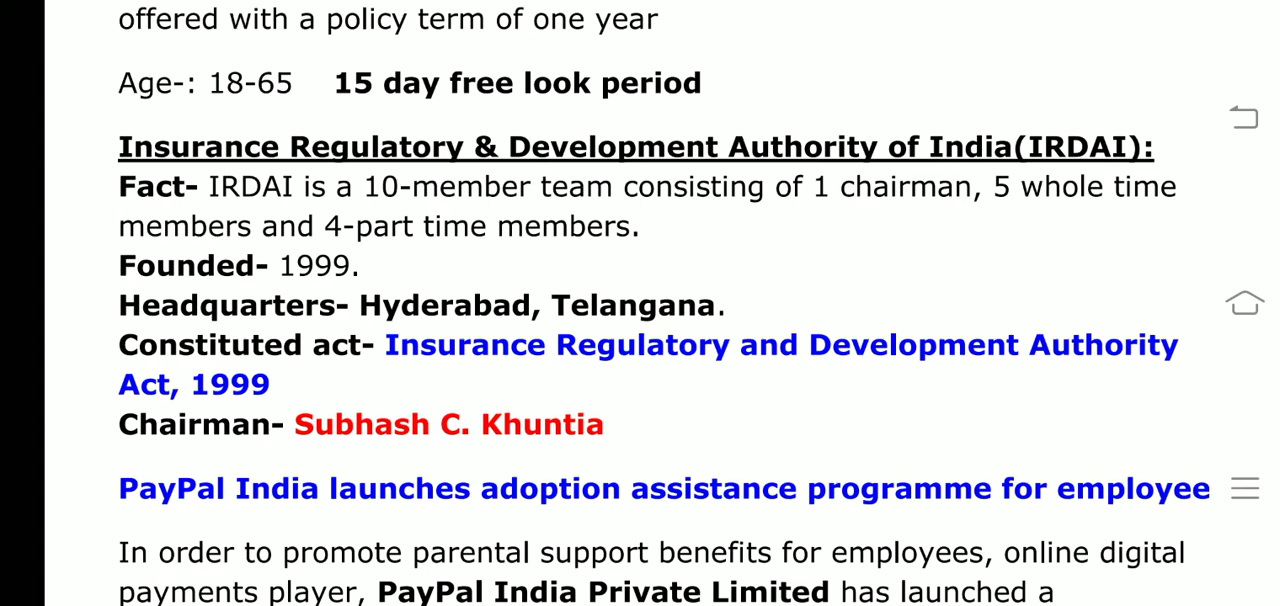 offered with a policy term of one year
Age-: 18-65 15 day free look period
Insurance Regulatory & Development Authority of India(IRDAI):
Fact- IRDAI is a 10-member team consisting of 1 chairman, 5 whole time
members and 4-part time members.
Founded- 1999.
Headquarters- Hyderabad, Telangana.
Constituted act- Insurance Regulatory and Development Authority
Act, 1999
Chairman- Subhash C. Khuntia
PayPal India launches adoption assistance programme for employee
In order to promote parental support benefits for employees, online digital
payments player, PayPal India Private Limited has launched a